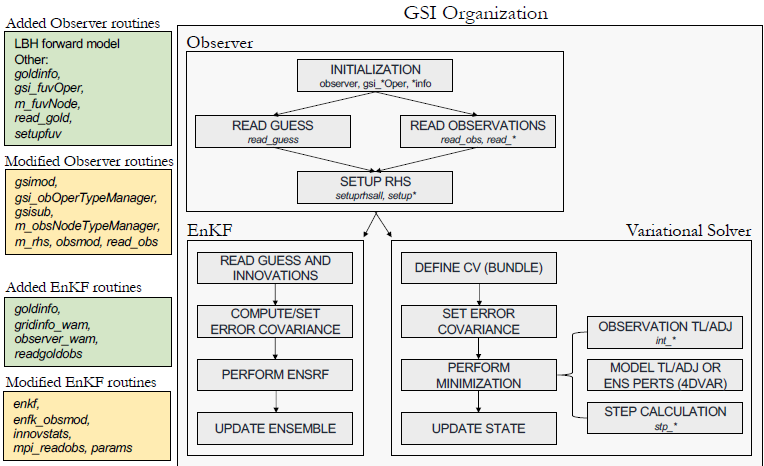 Added Observer routines
LBH forward model
Other:
goldinfo,
gsi_fuvOper,
m_fuvNode,
read_gold,
setupfuv
Modified Observer routines
gsimod,
gsi_obOperTypeManager,
gsisub,
m_obsNodeTypeManager,
m_rhs, obsmod, read_obs
Added EnKF routines
goldinfo,
gridinfo_wam,
observer_wam,
readgoldobs
Modified EnKF routines
enkf,
enfk_obsmod,
innovstats,
mpi_readobs, params
GSI Organization
Observer
INITIALIZATION
observer, gsi_*Oper, *info
READ GUESS
read_guess
READ OBSERVATIONS
read_obs, read_*
SETUP RHS
setuprhsall, setup*
EnKF
READ GUESS AND
INNOVATIONS
COMPUTE/SET
ERROR COVARIANCE
PERFORM ENSRF
UPDATE ENSEMBLE
Variational Solver
DEFINE CV (BUNDLE)
SET ERROR
COVARIANCE
PERFORM
MINIMIZATION
UPDATE STATE
OBSERVATION TL/ADJ
int_*
MODEL TL/ADJ OR
ENS PERTS (4DVAR)
STEP CALCULATION
stp_*